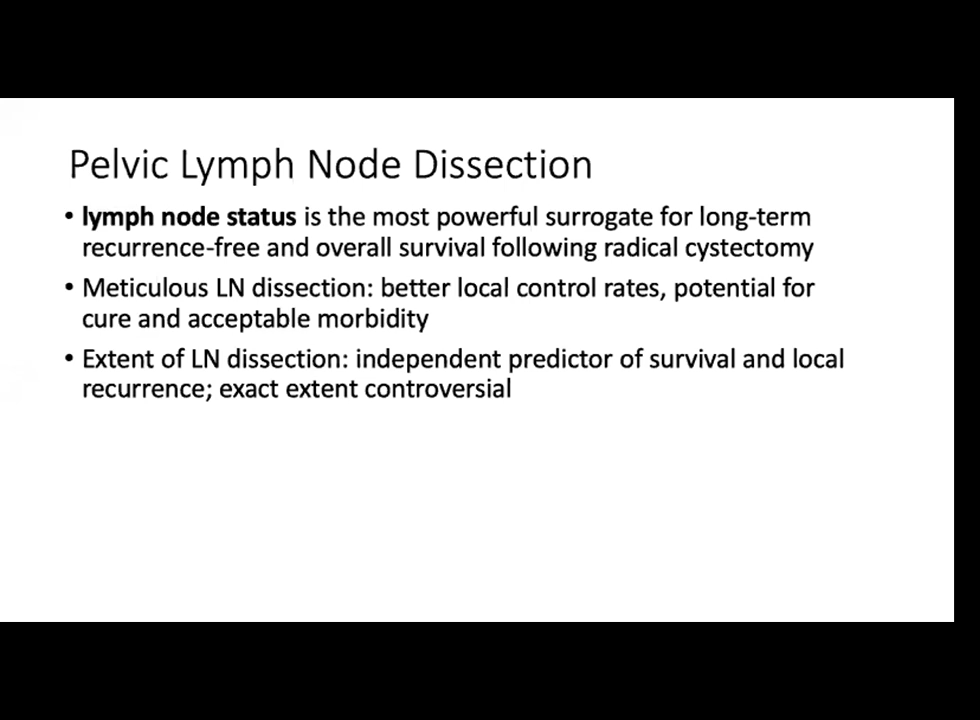 Pelvic Lymph Node Dissection
• lymph node status is the most powerful surrogate for long-term
recurrence-free and overall survival following radical cystectomy
• Meticulous LN dissection: better local control rates, potential for
cure and acceptable morbidity
• Extent of LN dissection: independent predictor of survival and local
recurrence; exact extent controversial